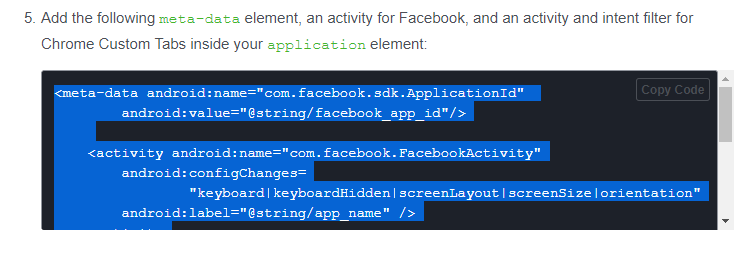 5. Add the following meta-data element, an activity for Facebook, and an activity and intent filter for
Chrome Custom Tabs inside your application element:
Copy Code
<meta-data android:name="com.facebook.sdk.ApplicationId"
android:value="@string/facebook_app_id"/>
<activity android:name="com.facebook.FacebookActivity"
android:configChanges=
"keyboard|keyboardHidden|screenLayout|screenSize|orientation"
android:label="@string/app_name" />